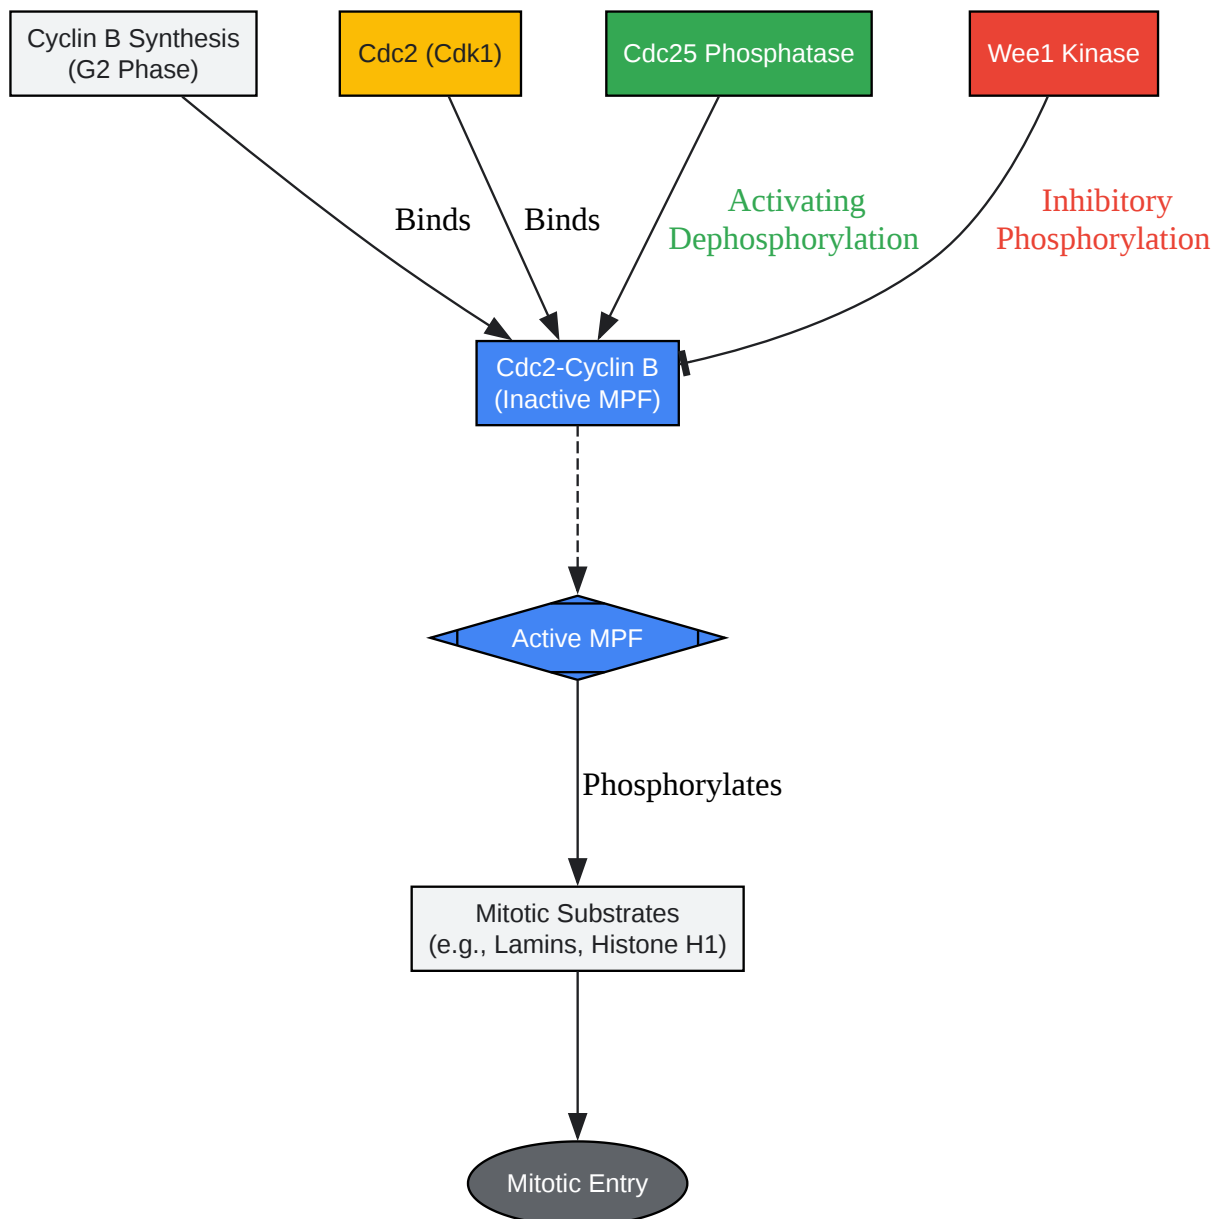 Cyclin B Synthesis
(G2 Phase)
Cdc2 (Cdk1)
Cdc25 Phosphatase
Wee1 Kinase
Binds
Binds
Activating
Dephosphorylation
Inhibitory
Phosphorylation
Cdc2-Cyclin B
(Inactive MPF)
Active MPF
Phosphorylates
Mitotic Substrates
(e.g., Lamins, Histone H1)
Mitotic Entry